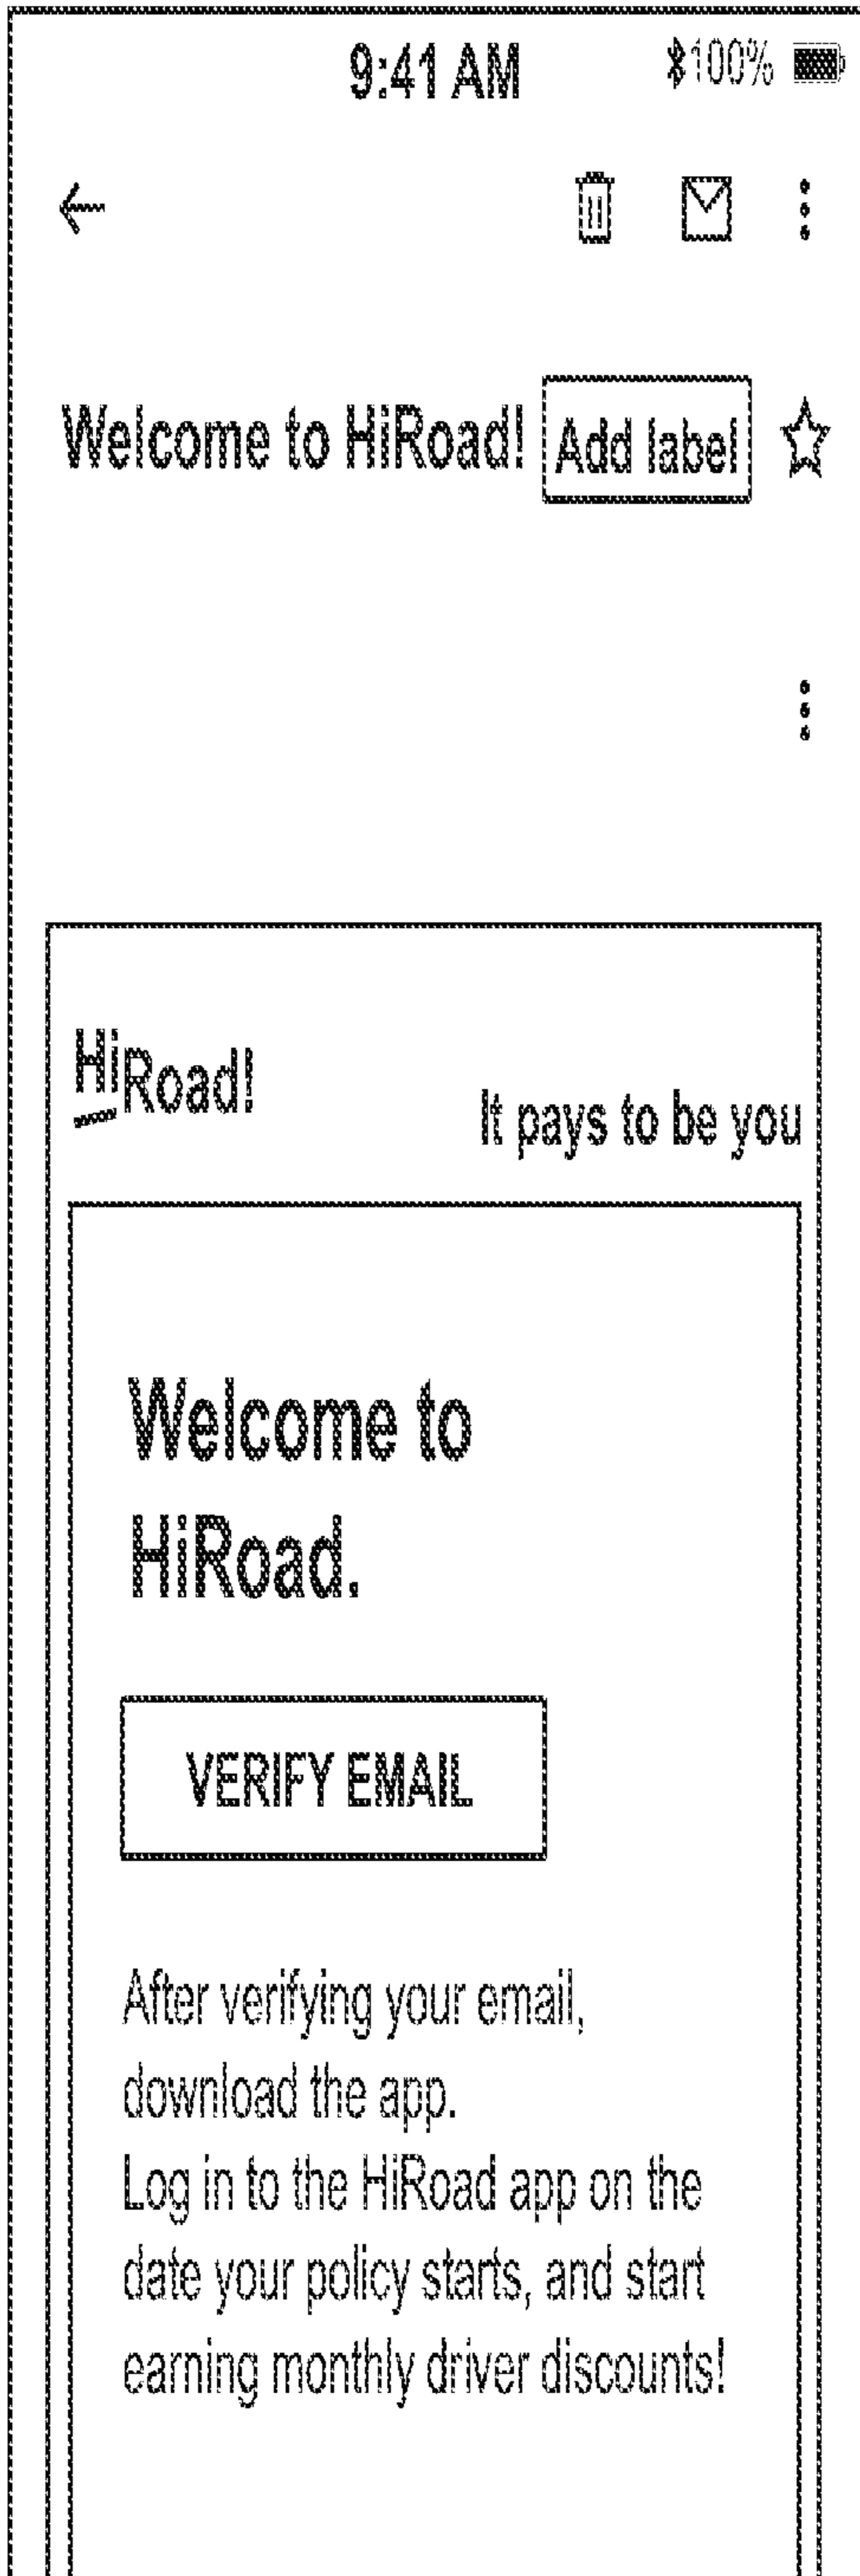 9:41 AM 100%
Welcome to HiRoad! Add label
HiRoad!
It pays to be you
Welcome to
HiRoad.
VERIFY EMAIL
After verifying your email,
download the app.
Log in to the HiRoad app on the
date your policy starts, and start
earning monthly driver discounts!